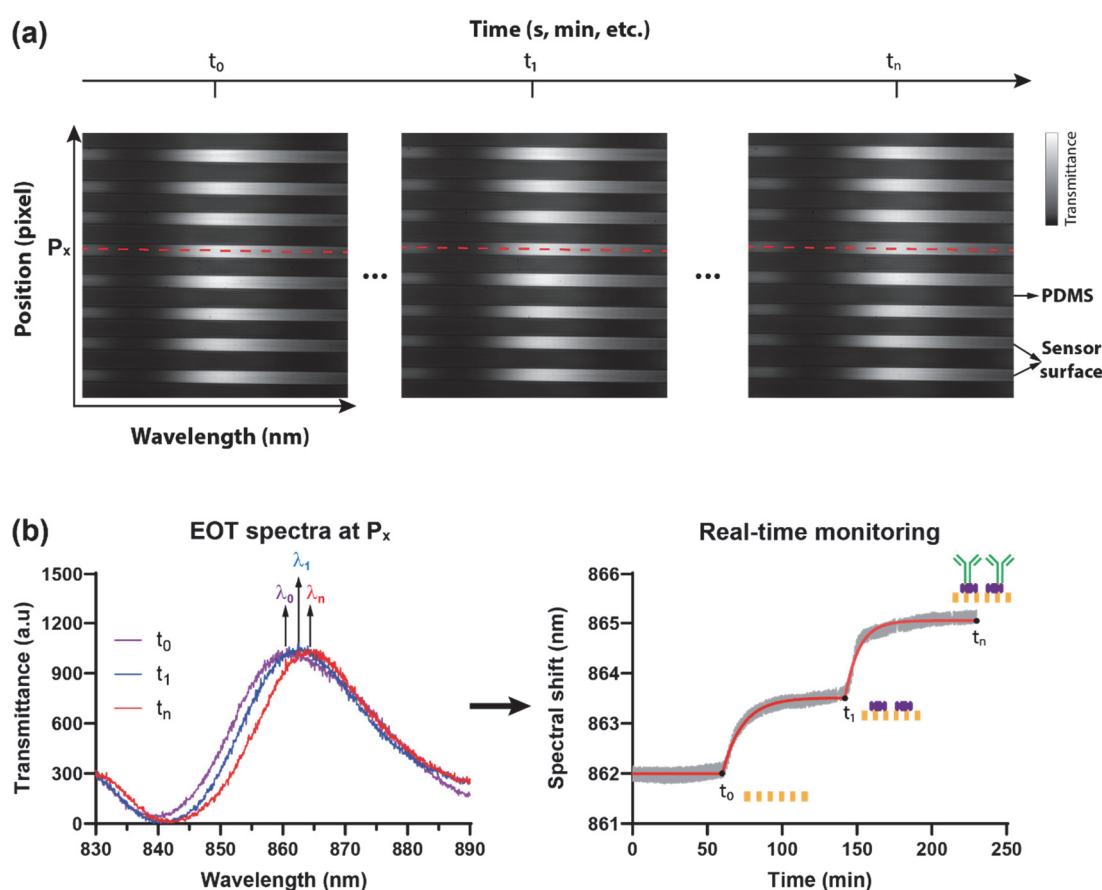 (a)
Time (s, min, etc.)
t0
t1
tn
Position (pixel)
Px
...
...
Transmittance
PDMS
Sensor
surface
Wavelength (nm)
(b)
EOT spectra at Px
Real-time monitoring
1500
1200
900
600
300
0
Transmittance (a.u)
λ0
λ1
λn
t0
t1
tn
830
840
850
860
870
880
890
Wavelength (nm)
866
865
864
863
862
861
Spectral shift (nm)
t0
t1
tn
0
50
100
150
200
250
Time (min)